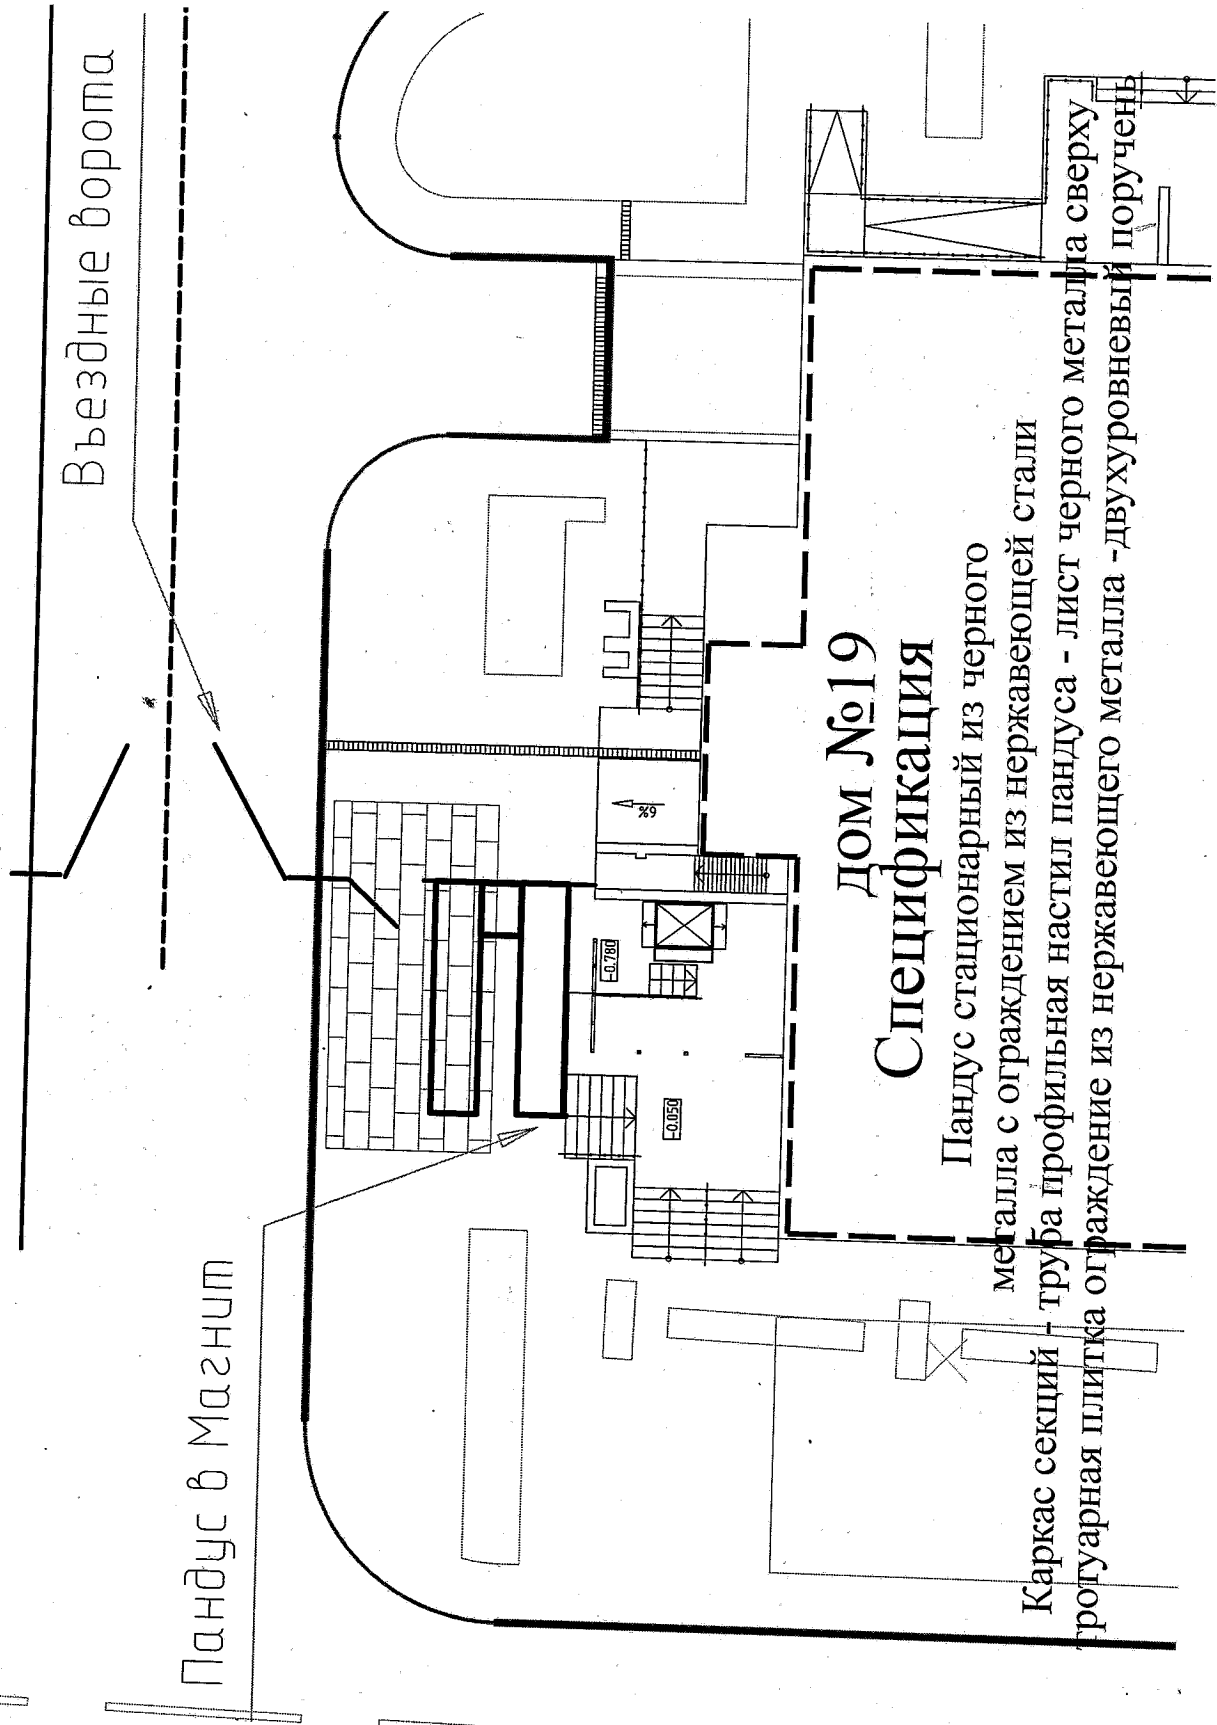 Въездные ворота
Пандус в Магнит
6%
-0.780
-0.050
дом №19
Спецификация
Пандус стационарный из черного
металла с ограждением из нержавеющей стали
Каркас секций - труба профильная настил пандуса - лист черного металла сверху
тротуарная плитка ограждение из нержавеющего металла -двухуровневый поручень